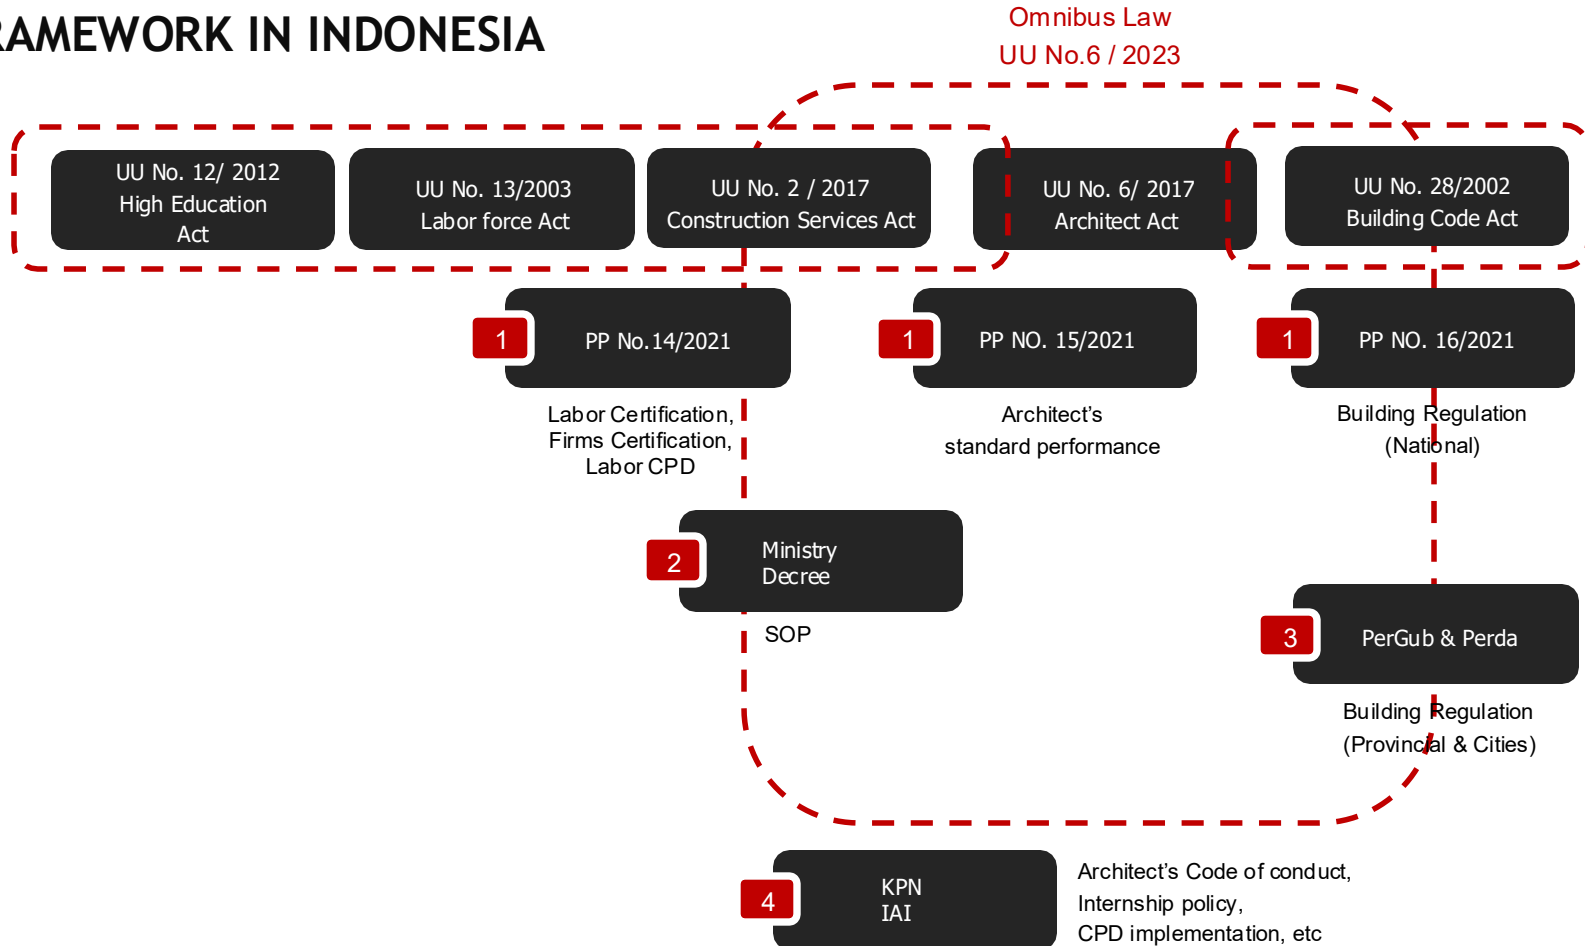 RAMEWORK IN INDONESIA
Omnibus Law
UU No.6 / 2023
UU No. 12/ 2012
High Education
Act
UU No. 13/2003
Labor force Act
UU No. 2 / 2017
Construction Services Act
UU No. 6/ 2017
Architect Act
UU No. 28/2002
Building Code Act
1
PP No.14/2021
1
PP NO. 15/2021
1
PP NO. 16/2021
Labor Certification,
Firms Certification,
Labor CPD
Architect's
standard performance
Building Regulation
(National)
2
Ministry
Decree
SOP
3
PerGub & Perda
Building Regulation
(Provincial & Cities)
4
KPN
IAI
Architect's Code of conduct,
Internship policy,
CPD implementation, etc